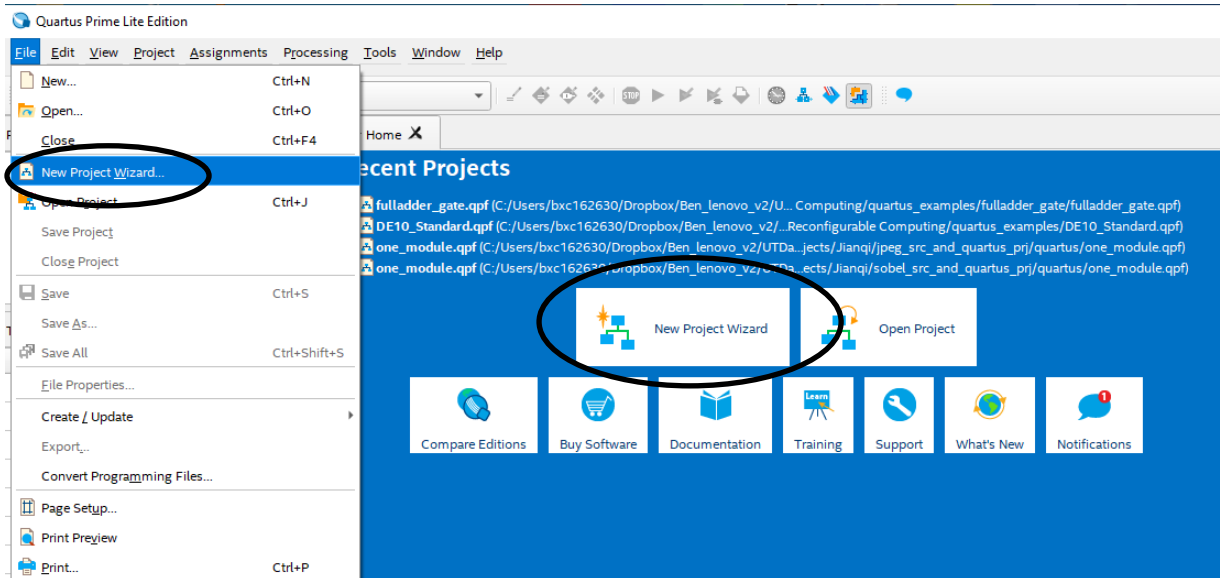 Quartus Prime Lite Edition
File Edit View Project Assignments Processing Tools Window Help
New... Ctrl+N
Open... Ctrl+O
Close Ctrl+F4
New Project Wizard...
Open Project... Ctrl+J
Save Project
Close Project
Save Ctrl+S
Save As...
Save All Ctrl+Shift+S
File Properties...
Create / Update
Export...
Convert Programming Files...
Page Setup...
Print Preview
Print... Ctrl+P
STOP
Home
ecent Projects
fulladder_gate.qpf (C:/Users/bxc162630/Dropbox/Ben_lenovo_v2/U... Computing/quartus_examples/fulladder_gate/fulladder_gate.qpf)
DE10_Standard.qpf (C:/Users/bxc162630/Dropbox/Ben_lenovo_v2/...Reconfigurable Computing/quartus_examples/DE10_Standard.qpf)
one_module.qpf (C:/Users/bxc162630/Dropbox/Ben_lenovo_v2/UTDa...jects/Jianqi/jpeg_src_and_quartus_prj/quartus/one_module.qpf)
one_module.qpf (C:/Users/bxc162630/Dropbox/Ben_lenovo_v2/UTDa...ects/Jianqi/sobel_src_and_quartus_prj/quartus/one_module.qpf)
New Project Wizard
Open Project
Learn
1
Compare Editions
Buy Software
Documentation
Training
Support
What's New
Notifications